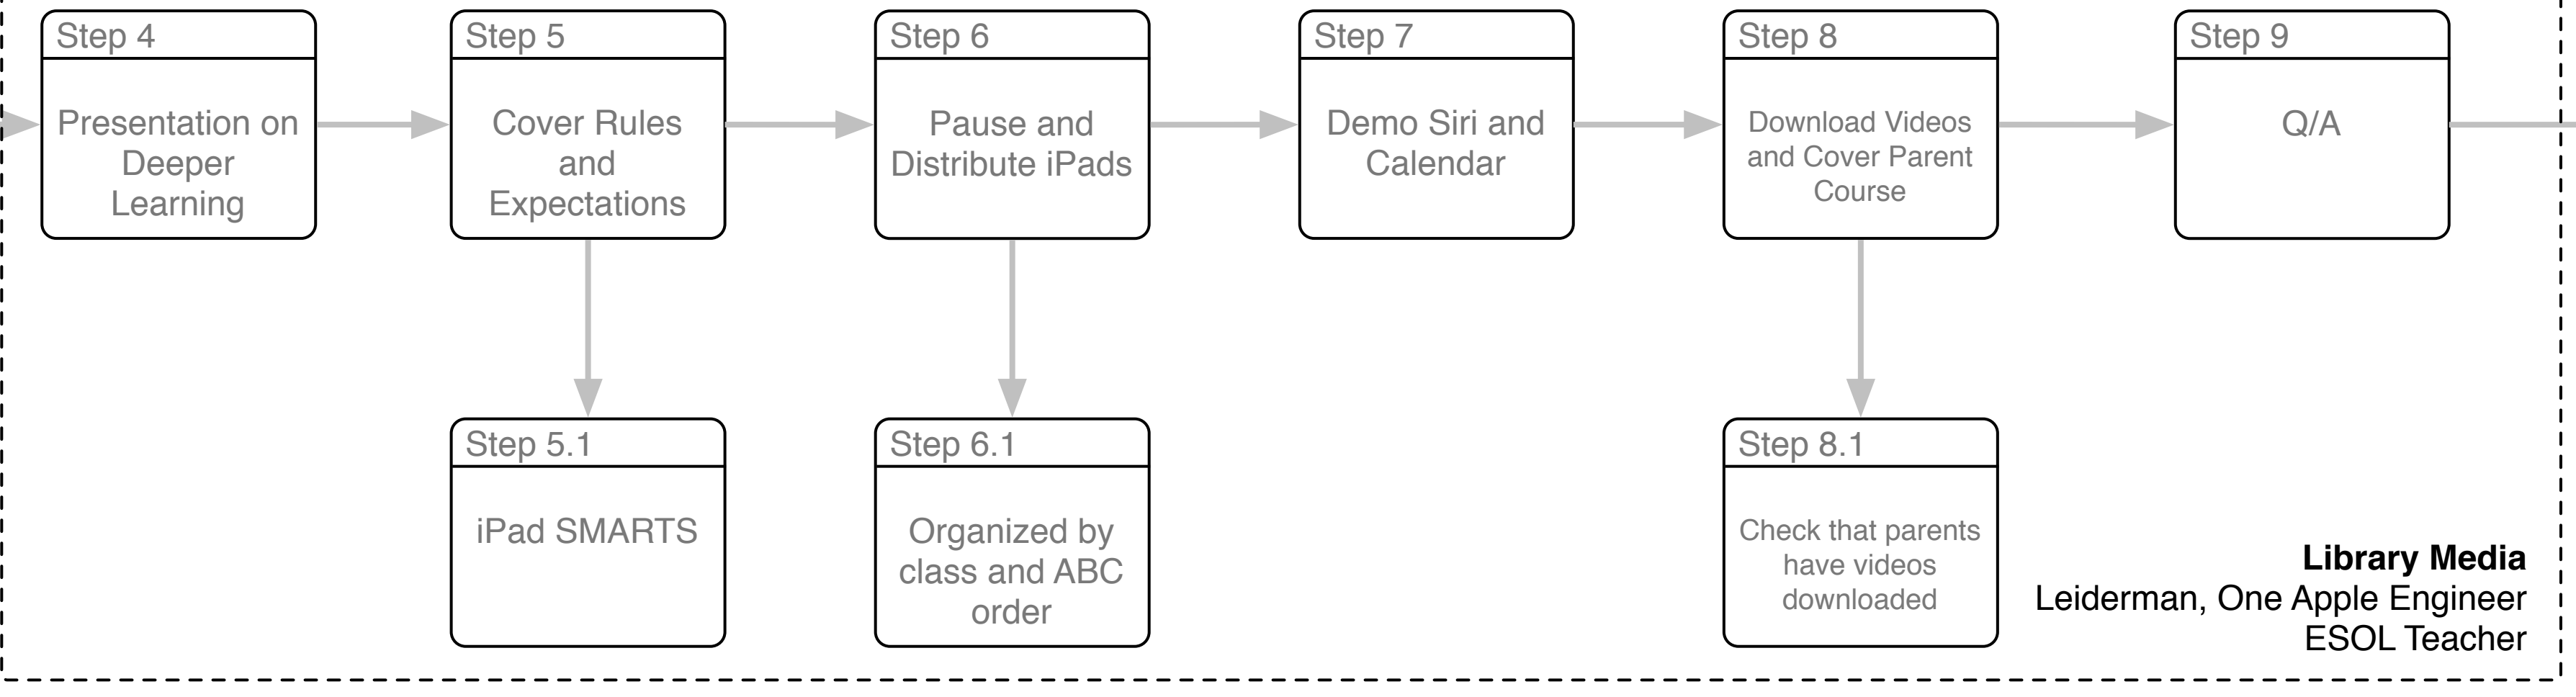 Step 4
Presentation on
Deeper
Learning
Step 5
Cover Rules
and
Expectations
Step 6
Pause and
Distribute iPads
Step 7
Demo Siri and
Calendar
Step 8
Download Videos
and Cover Parent
Course
Step 9
Q/A
Step 5.1
iPad SMARTS
Step 6.1
Organized by
class and ABC
order
Step 8.1
Check that parents
have videos
downloaded
Library Media
Leiderman, One Apple Engineer
ESOL Teacher